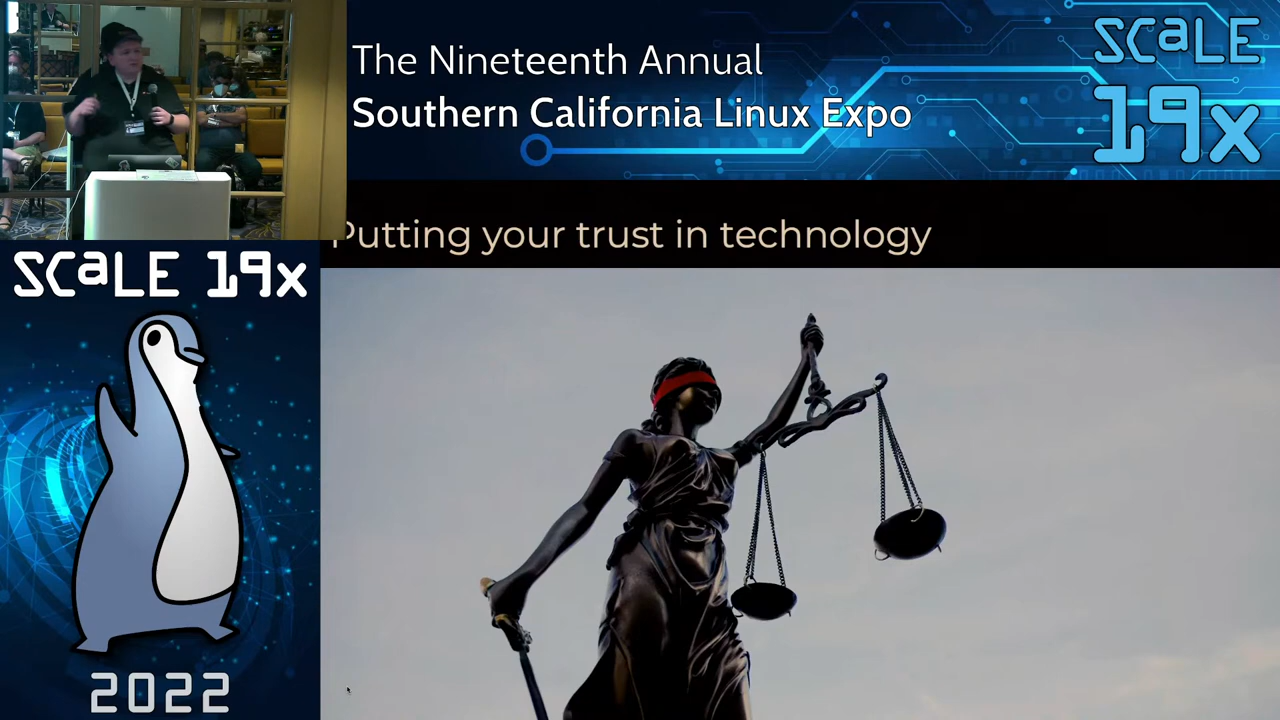 The Nineteenth Annual
Southern California Linux Expo
SCaLE
19x
Putting your trust in technology
SCaLE 19x
2022